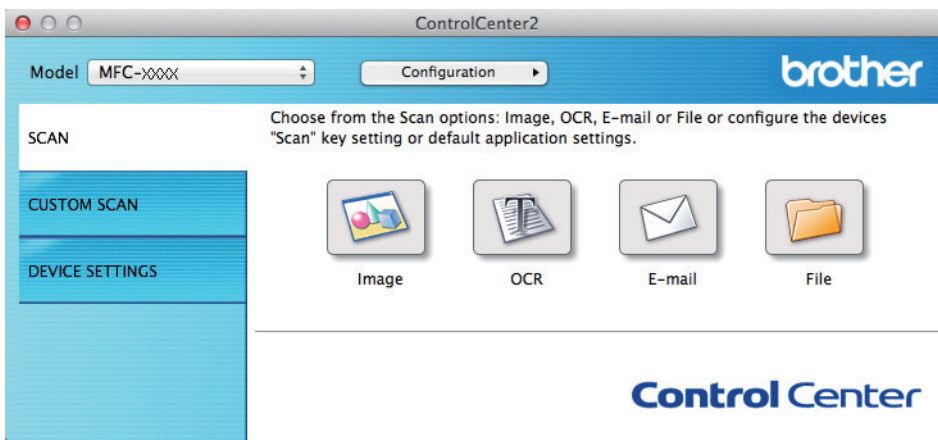 ControlCenter2
Model MFC-XXXX Configuration
brother
SCAN
CUSTOM SCAN
DEVICE SETTINGS
Choose from the Scan options: Image, OCR, E-mail or File or configure the devices
"Scan" key setting or default application settings.
T
Image OCR E-mail File
Control Center